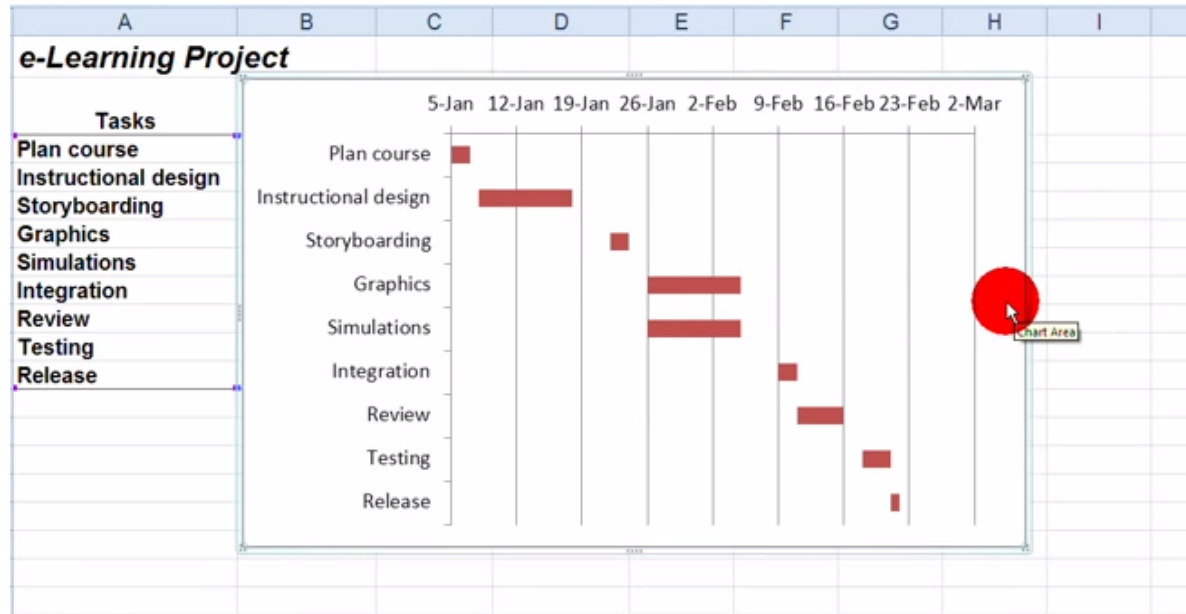 A B C D E F G H I
e-Learning Project
5-Jan 12-Jan 19-Jan 26-Jan 2-Feb 9-Feb 16-Feb 23-Feb 2-Mar
Tasks
Plan course
Instructional design
Storyboarding
Graphics
Simulations
Integration
Review
Testing
Release
Plan course
Instructional design
Storyboarding
Graphics
Simulations
Integration
Review
Testing
Release
Chart Area